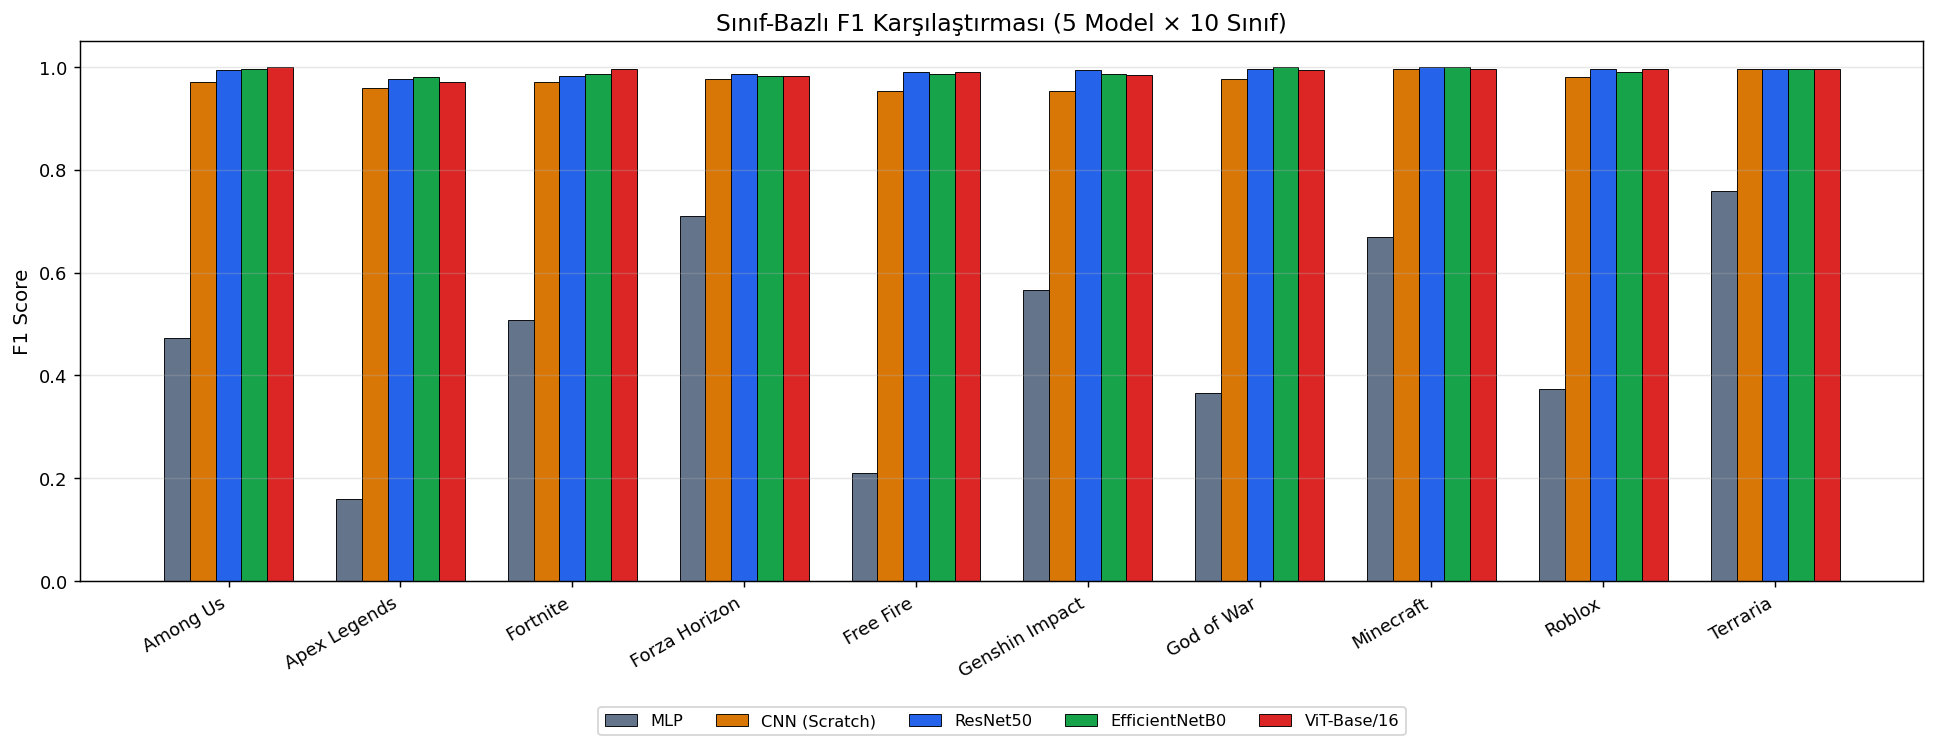 Sınıf-Bazlı F1 Karşılaştırması (5 Model × 10 Sınıf)
F1 Score
1.0
0.8
0.6
0.4
0.2
0.0
Among Us
Apex Legends
Fortnite
Forza Horizon
Free Fire
Genshin Impact
God of War
Minecraft
Roblox
Terraria
MLP
CNN (Scratch)
ResNet50
EfficientNetB0
ViT-Base/16